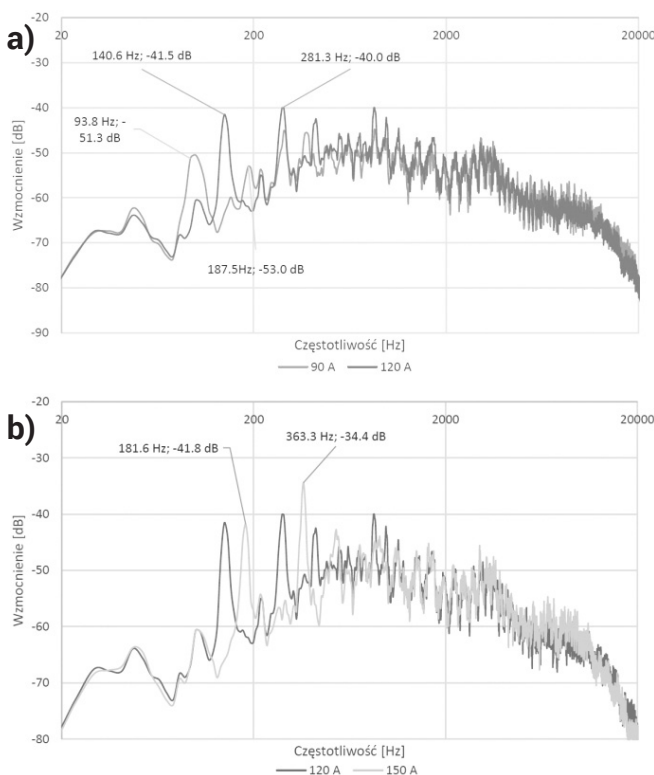 a)
-20
20
200
2000
20000
-30
140.6 Hz; -41.5 dB
281.3 Hz; -40.0 dB
-40
93.8 Hz; -
51.3 dB
-50
-60
-70
187.5Hz; -53.0 dB
-80
-90
Wzmocnienie [dB]
Częstotliwość [Hz]
90 A
120 A
b)
-20
20
200
2000
20000
-30
181.6 Hz; -41.8 dB
363.3 Hz; -34.4 dB
-40
-50
-60
-70
-80
Wzmocnienie [dB]
Częstotliwość [Hz]
120 A
150 A